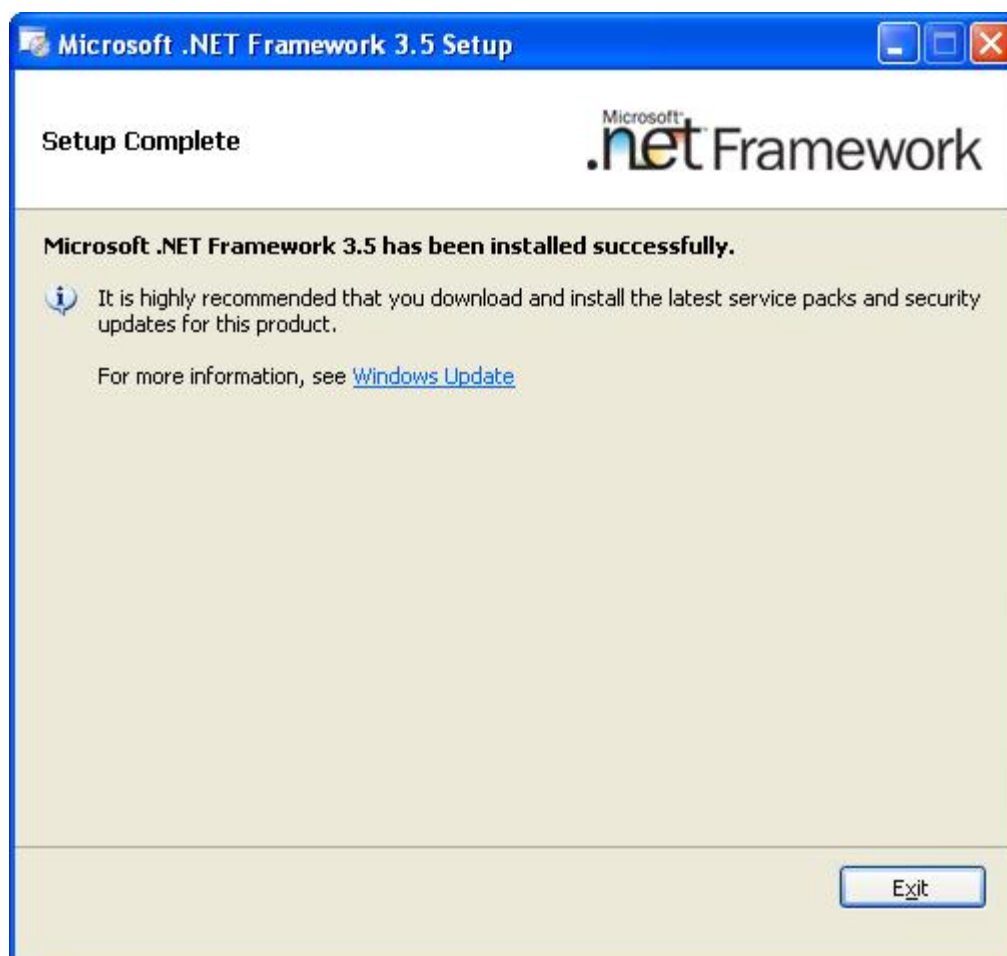 Microsoft .NET Framework 3.5 Setup
Setup Complete
Microsoft
.net Framework
Microsoft .NET Framework 3.5 has been installed successfully.
It is highly recommended that you download and install the latest service packs and security
updates for this product.
For more information, see Windows Update
Exit